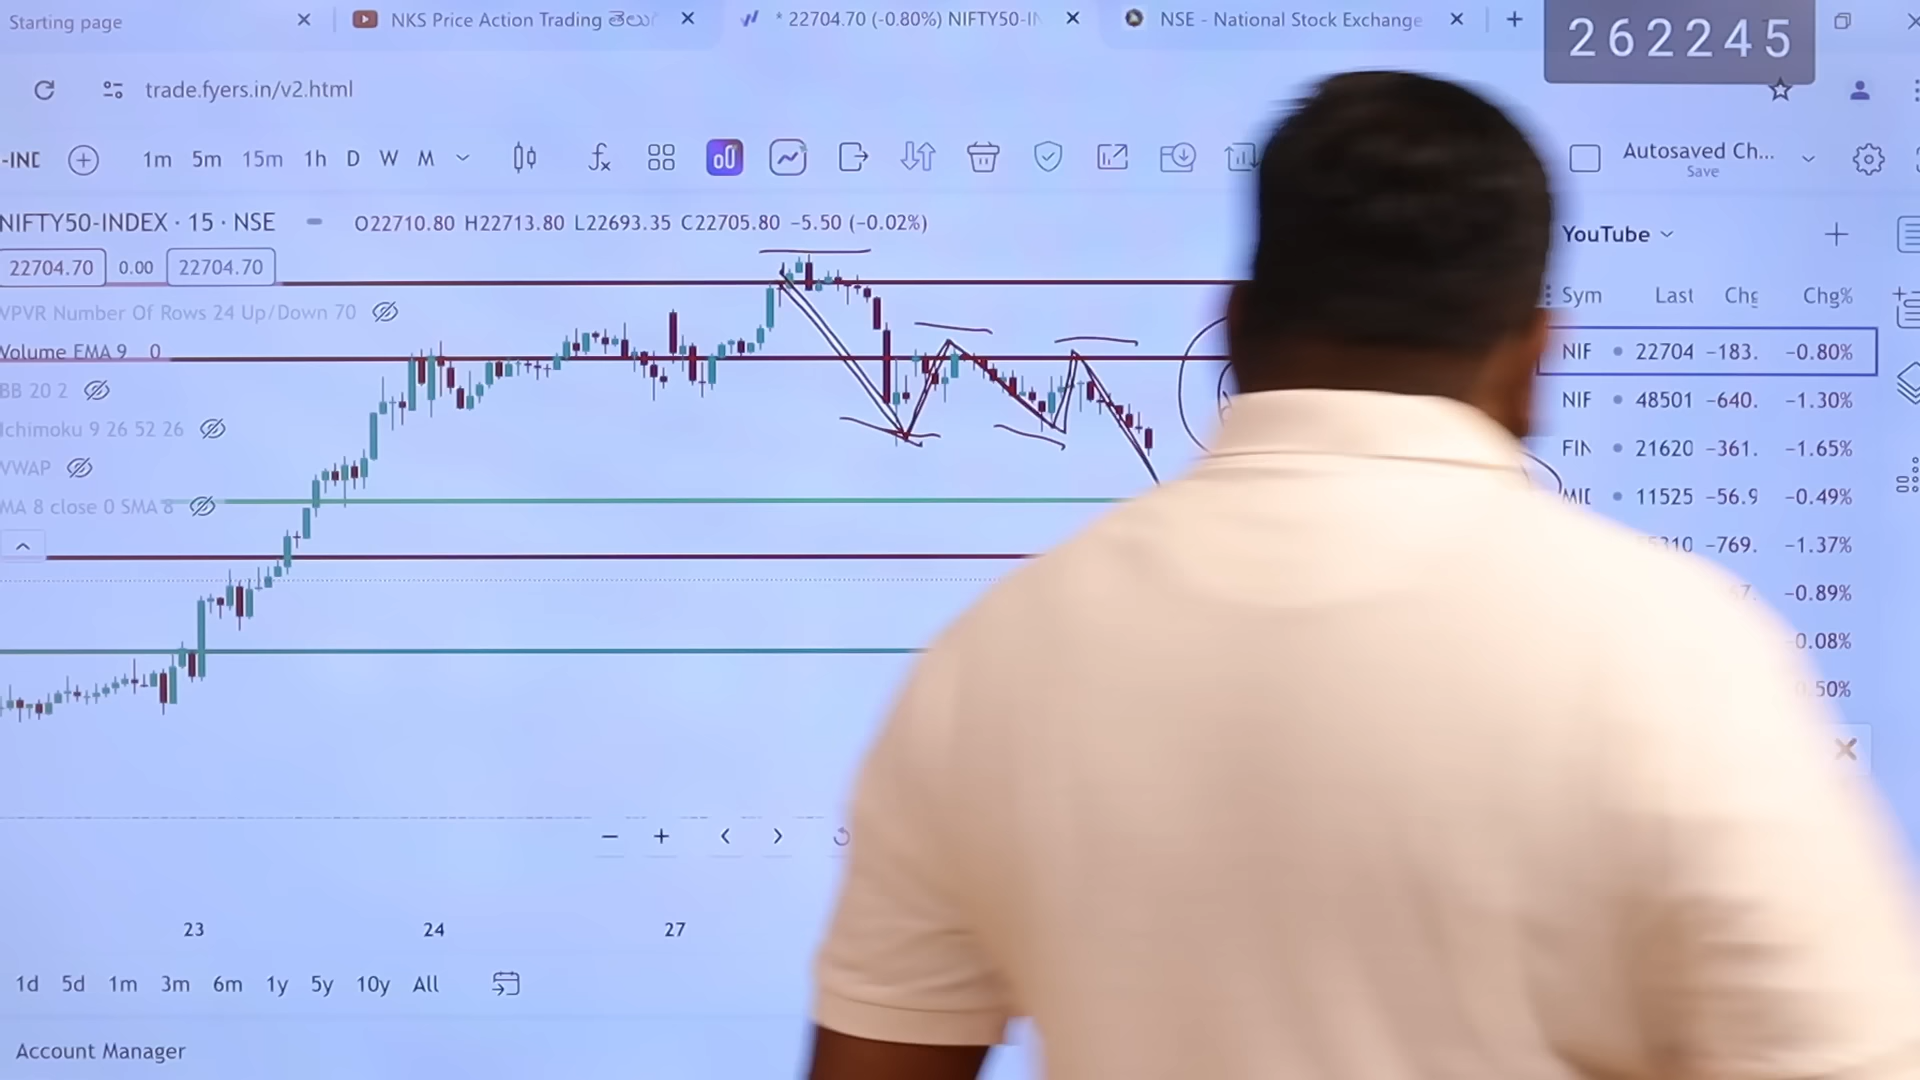 Starting page
NKS Price Action Trading తెలుగ
* 22704.70 (-0.80%) NIFTY50-IN
NSE - National Stock Exchange
262245
trade.fyers.in/v2.html
-IND
1m 5m 15m 1h D W M
Autosaved Ch...
Save
NIFTY50-INDEX · 15 · NSE
O22710.80 H22713.80 L22693.35 C22705.80 -5.50 (-0.02%)
22704.70 0.00 22704.70
VPVR Number Of Rows 24 Up/Down 70
Volume EMA 9 0
BB 20 2
Ichimoku 9 26 52 26
VWAP
MA 8 close 0 SMA 8
YouTube
Sym Last Chg Chg%
NIF 22704 -183. -0.80%
NIF 48501 -640. -1.30%
FIN 21620 -361. -1.65%
MID 11525 -56.9 -0.49%
-769. -1.37%
-0.89%
-0.08%
23 24 27
1d 5d 1m 3m 6m 1y 5y 10y All
Account Manager